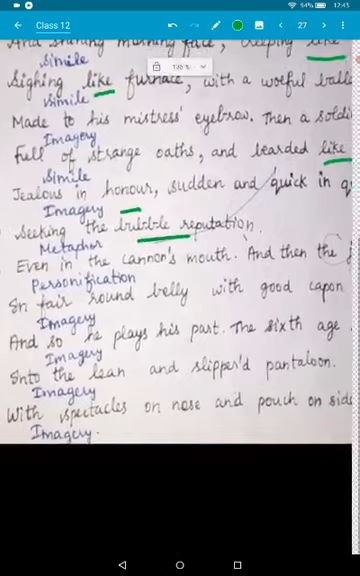 94% 12:45
Class 12 27
And shining morning face, creeping like
Simile
130 %
Sighing like furnace, with a woeful balla
Simile
Made to his mistress' eyebrow. Then a soldi
Imagery
Full of strange oaths, and bearded like
Simile
Jealous in honour, sudden and quick in q
Imagery
Seeking the bubble reputation.
Metaphor
Even in the cannon's mouth. And then the j
Personification
In fair round belly with good capon
Imagery
And so he plays his part. The sixth age
Imagery
Into the lean and slipper'd pantaloon.
Imagery
With spectacles on nose and pouch on side
Imagery.